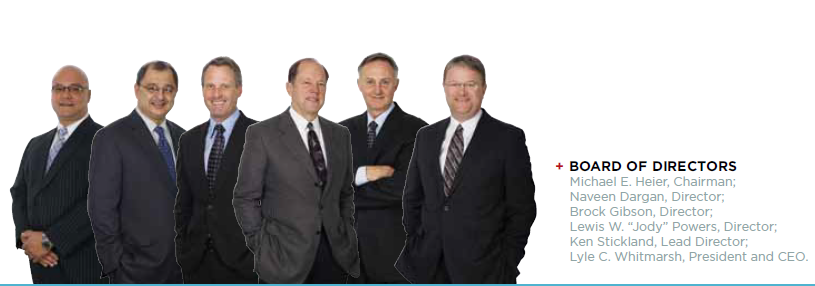 + BOARD OF DIRECTORS
Michael E. Heier, Chairman;
Naveen Dargan, Director;
Brock Gibson, Director;
Lewis W. “Jody” Powers, Director;
Ken Stickland, Lead Director;
Lyle C. Whitmarsh, President and CEO.